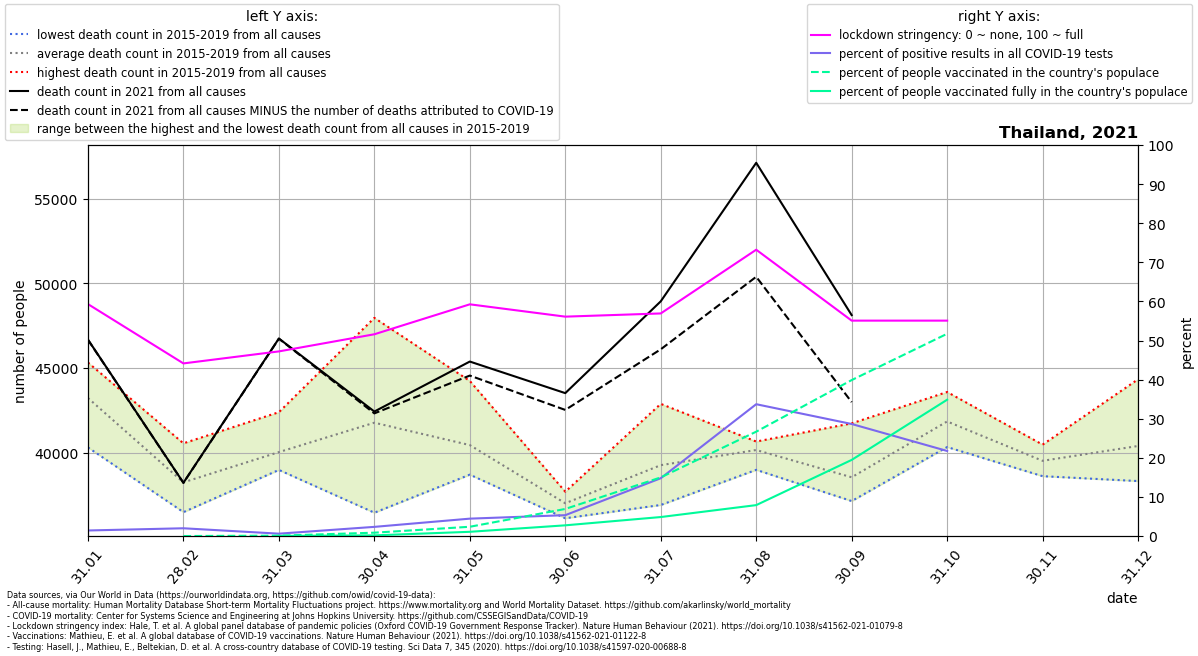 left Y axis:
lowest death count in 2015-2019 from all causes
average death count in 2015-2019 from all causes
highest death count in 2015-2019 from all causes
death count in 2021 from all causes
death count in 2021 from all causes MINUS the number of deaths attributed to COVID-19
range between the highest and the lowest death count from all causes in 2015-2019
right Y axis:
lockdown stringency: 0 ~ none, 100 ~ full
percent of positive results in all COVID-19 tests
percent of people vaccinated in the country's populace
percent of people vaccinated fully in the country's populace
Thailand, 2021
number of people
55000
50000
45000
40000
100
90
80
70
60
50
40
30
20
10
0
percent
31.01
28.02
31.03
30.04
31.05
30.06
31.07
31.08
30.09
31.10
30.11
31.12
date
Data sources, via Our World in Data (https://ourworldindata.org, https://github.com/owid/covid-19-data):
- All-cause mortality: Human Mortality Database Short-term Mortality Fluctuations project. https://www.mortality.org and World Mortality Dataset. https://github.com/akarlinsky/world_mortality
- COVID-19 mortality: Center for Systems Science and Engineering at Johns Hopkins University. https://github.com/CSSEGISandData/COVID-19
- Lockdown stringency index: Hale, T. et al. A global panel database of pandemic policies (Oxford COVID-19 Government Response Tracker). Nature Human Behaviour (2021). https://doi.org/10.1038/s41562-021-01079-8
- Vaccinations: Mathieu, E. et al. A global database of COVID-19 vaccinations. Nature Human Behaviour (2021). https://doi.org/10.1038/s41562-021-01122-8
- Testing: Hasell, J., Mathieu, E., Beltekian, D. et al. A cross-country database of COVID-19 testing. Sci Data 7, 345 (2020). https://doi.org/10.1038/s41597-020-00688-8